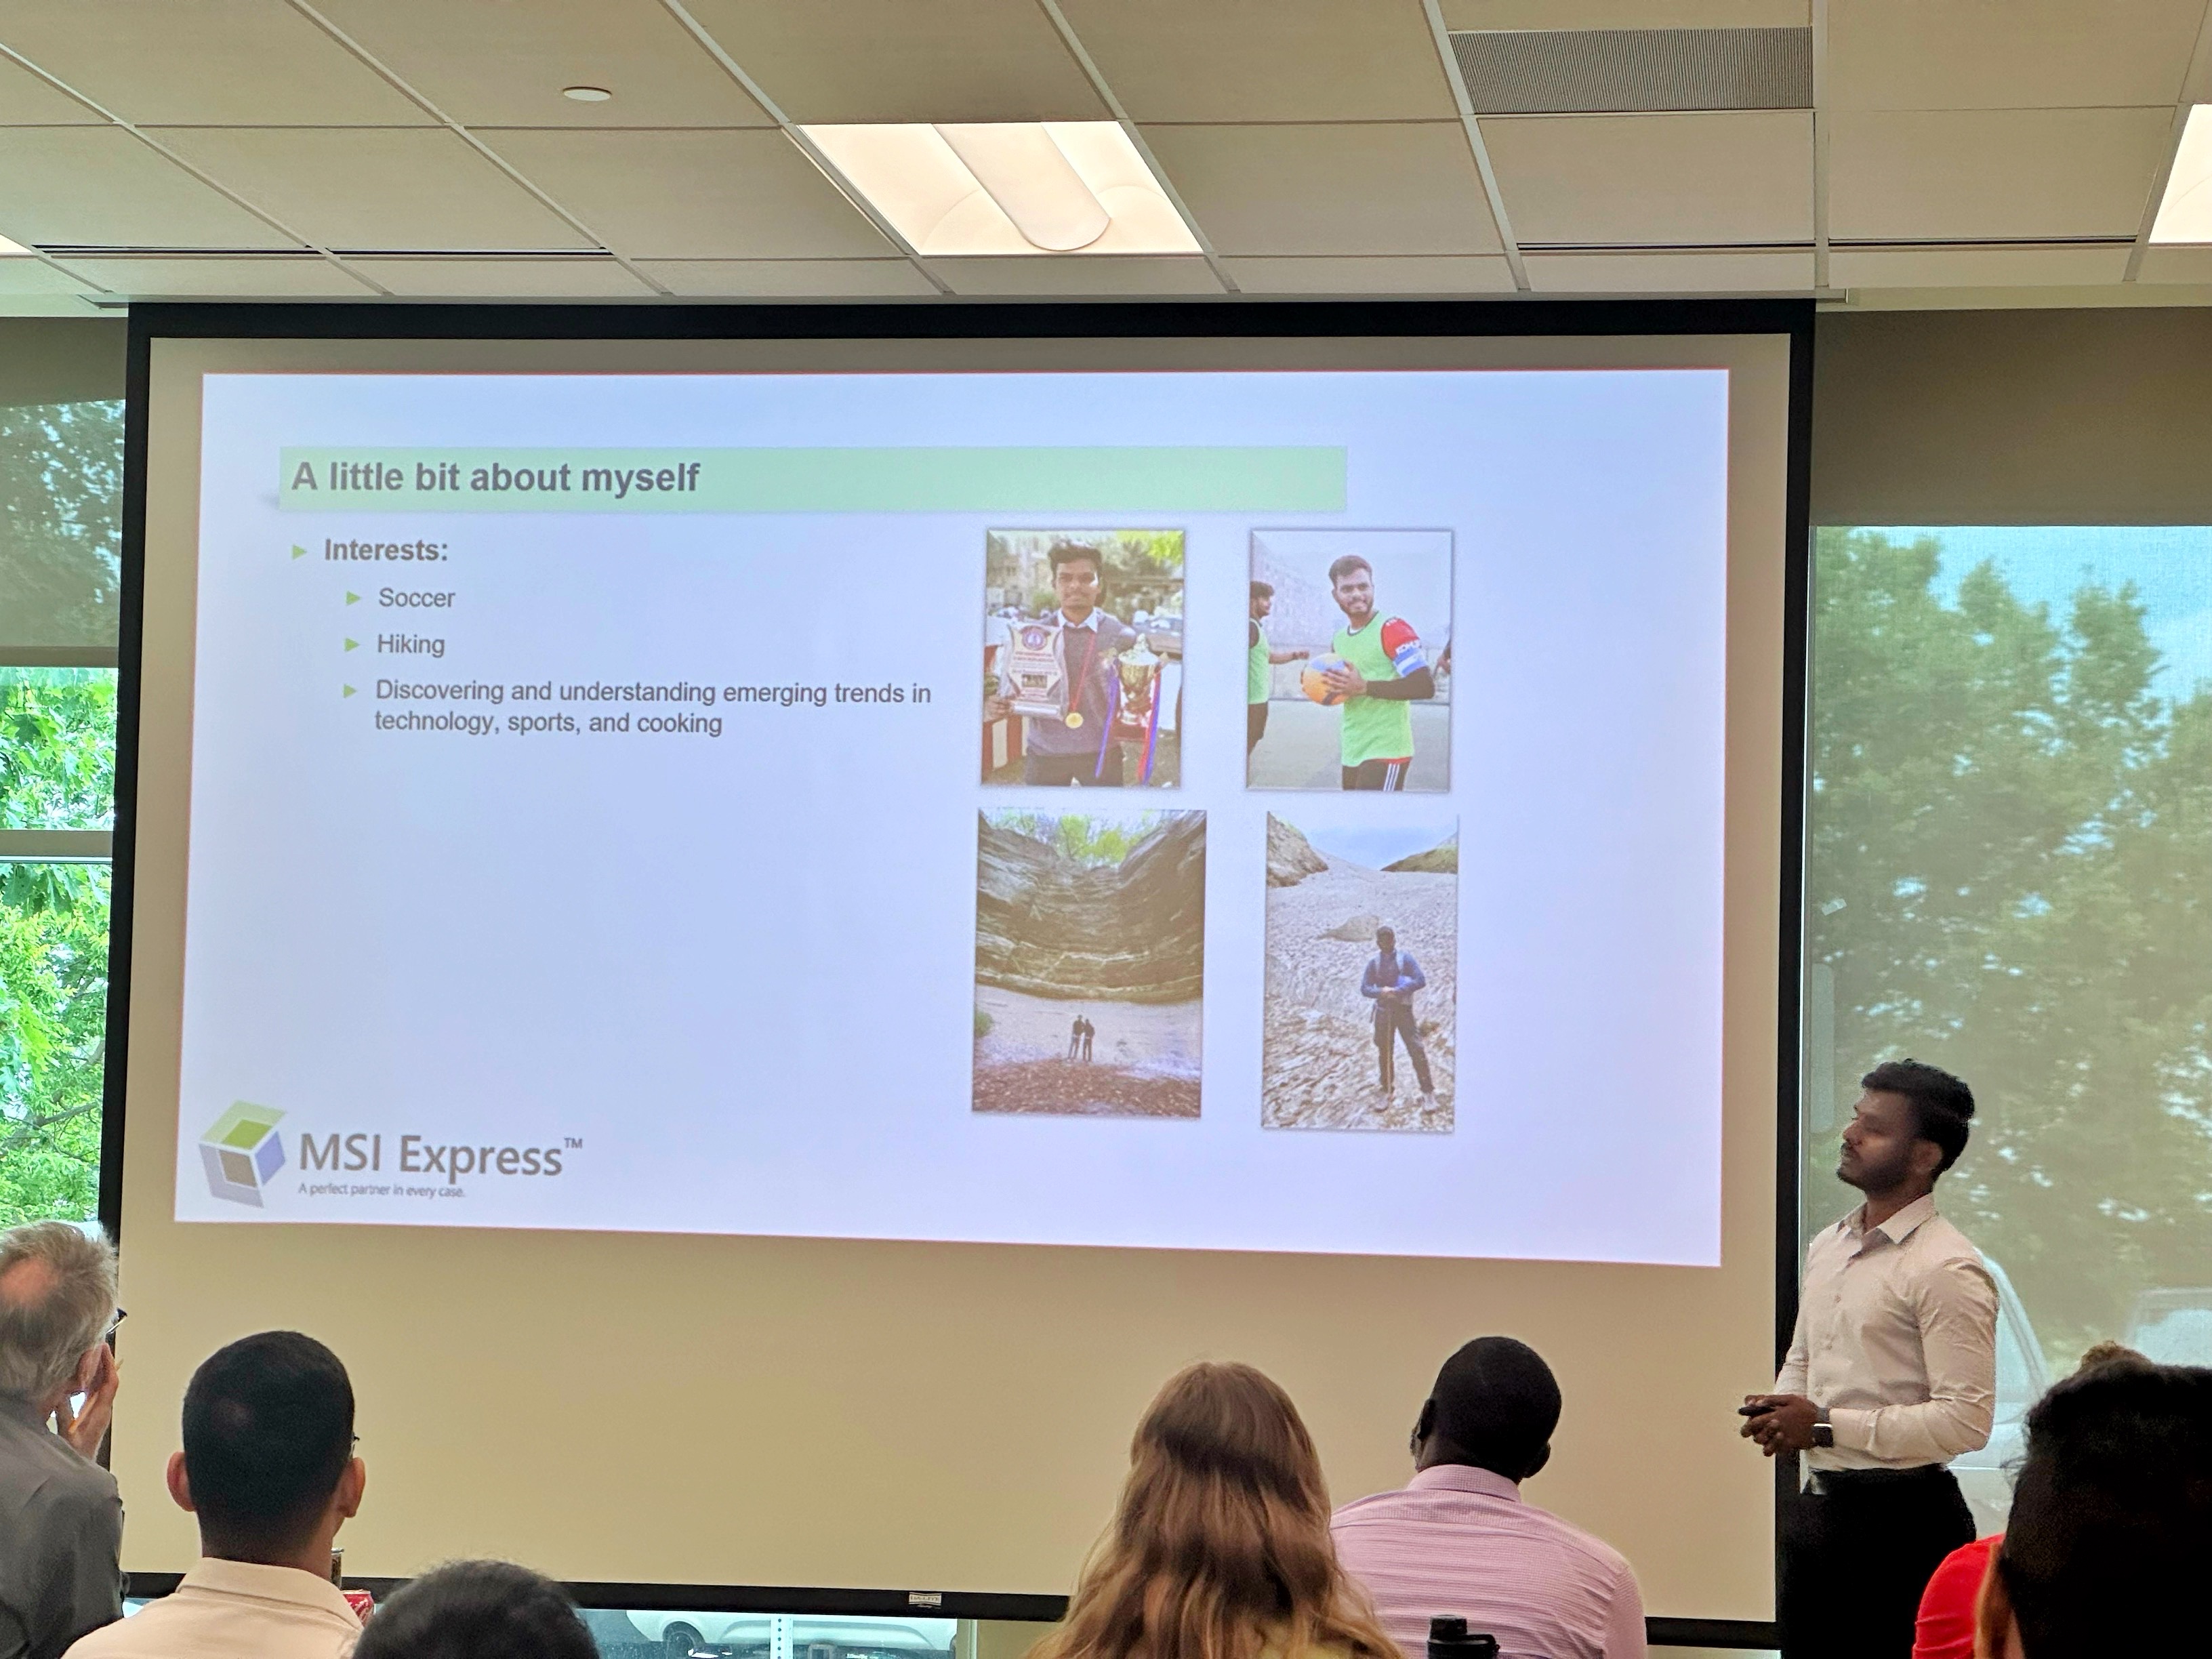 A little bit about myself
Interests:
Soccer
Hiking
Discovering and understanding emerging trends in
technology, sports, and cooking
MSI Express™
A perfect partner in every case.